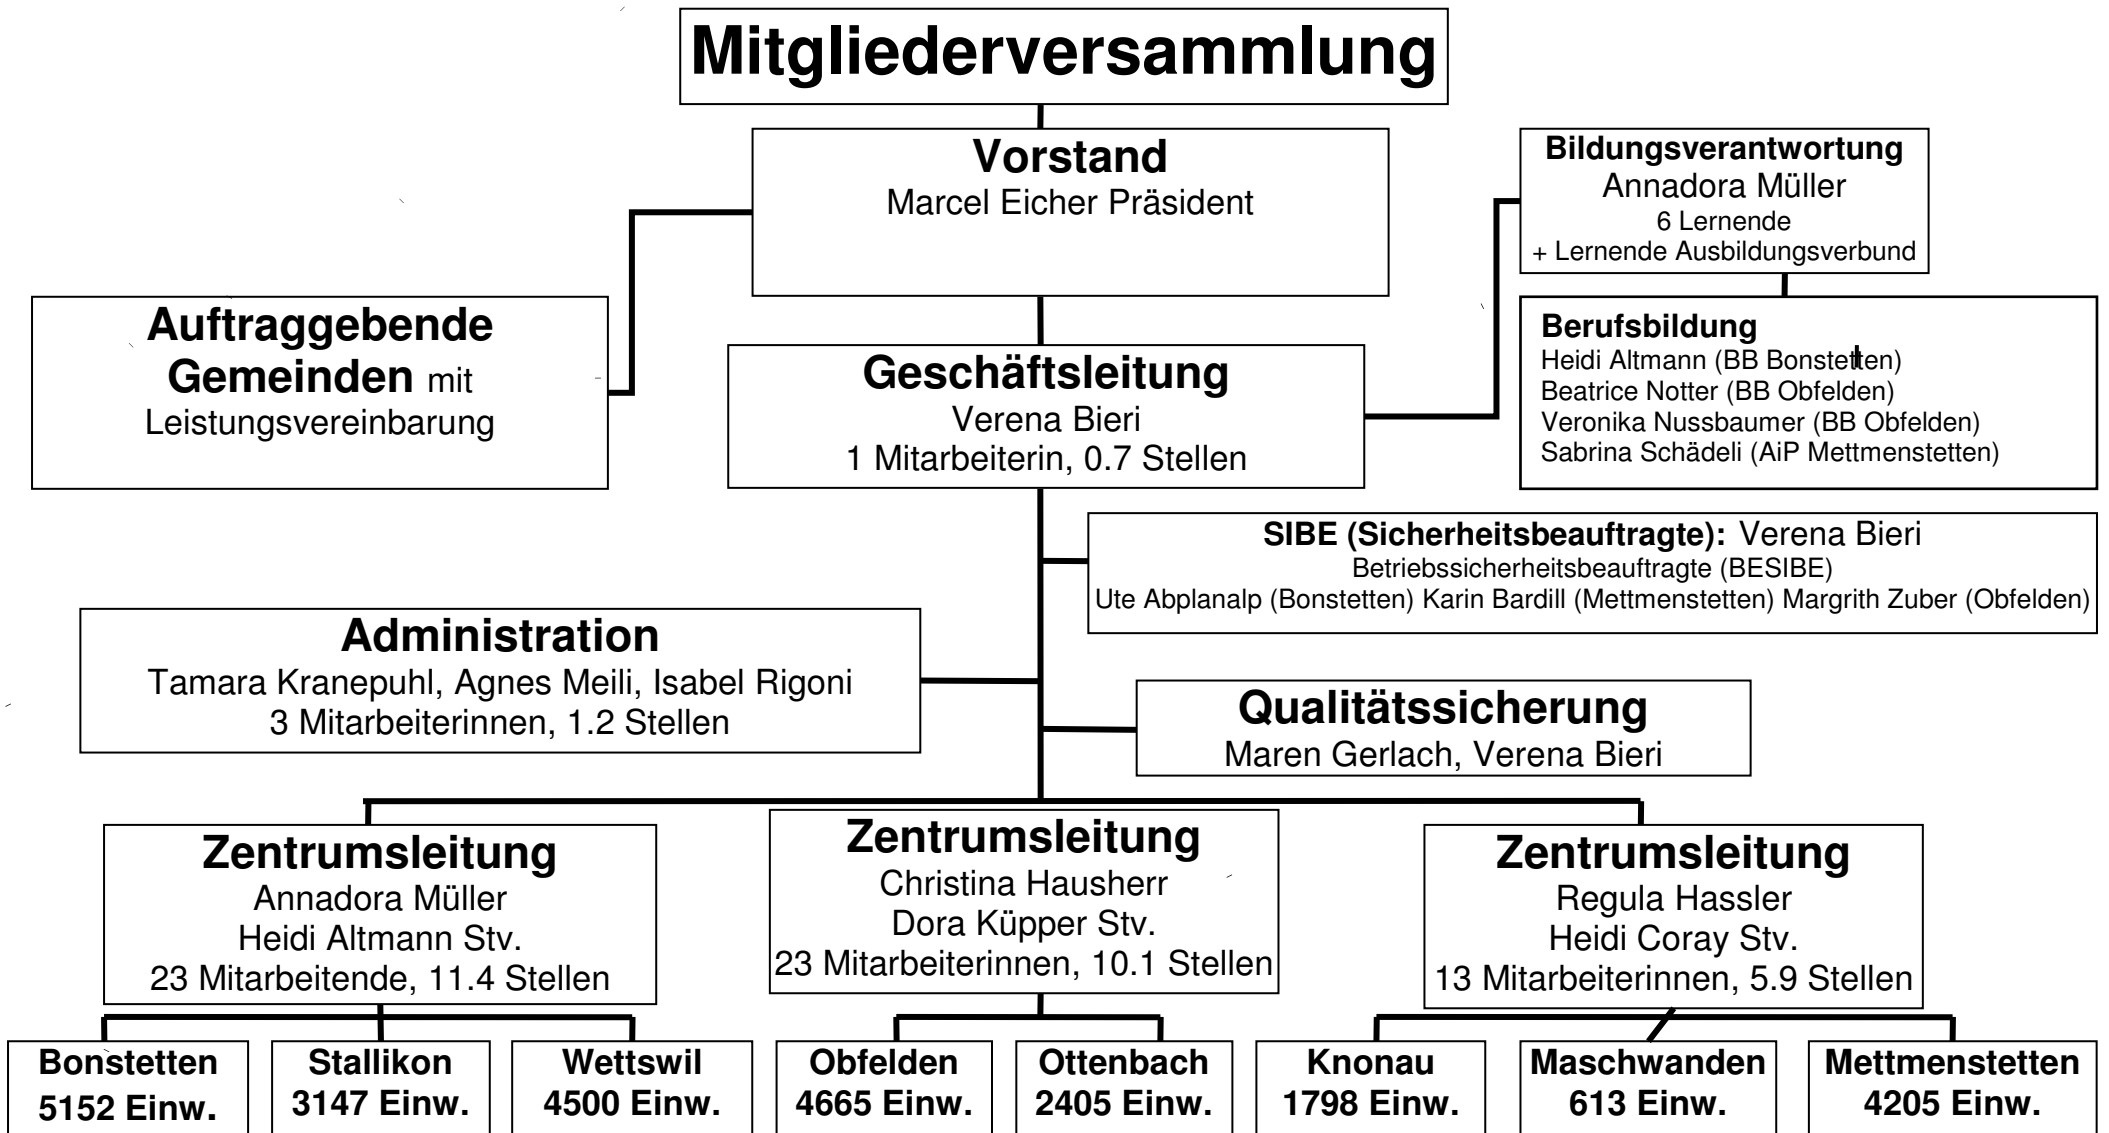 Mitgliederversammlung
Vorstand
Marcel Eicher Präsident
Bildungsverantwortung
Annadora Müller
6 Lernende
+ Lernende Ausbildungsverbund
Auftraggebende
Gemeinden mit
Leistungsvereinbarung
Geschäftsleitung
Verena Bieri
1 Mitarbeiterin, 0.7 Stellen
Berufsbildung
Heidi Altmann (BB Bonstetten)
Beatrice Notter (BB Obfelden)
Veronika Nussbaumer (BB Obfelden)
Sabrina Schädeli (AiP Mettmenstetten)
SIBE (Sicherheitsbeauftragte): Verena Bieri
Betriebssicherheitsbeauftragte (BESIBE)
Ute Abplanalp (Bonstetten) Karin Bardill (Mettmenstetten) Margrith Zuber (Obfelden)
Administration
Tamara Kranepuhl, Agnes Meili, Isabel Rigoni
3 Mitarbeiterinnen, 1.2 Stellen
Qualitätssicherung
Maren Gerlach, Verena Bieri
Zentrumsleitung
Annadora Müller
Heidi Altmann Stv.
23 Mitarbeitende, 11.4 Stellen
Zentrumsleitung
Christina Hausherr
Dora Küpper Stv.
23 Mitarbeiterinnen, 10.1 Stellen
Zentrumsleitung
Regula Hassler
Heidi Coray Stv.
13 Mitarbeiterinnen, 5.9 Stellen
Bonstetten
5152 Einw.
Stallikon
3147 Einw.
Wettswil
4500 Einw.
Obfelden
4665 Einw.
Ottenbach
2405 Einw.
Knonau
1798 Einw.
Maschwanden
613 Einw.
Mettmenstetten
4205 Einw.